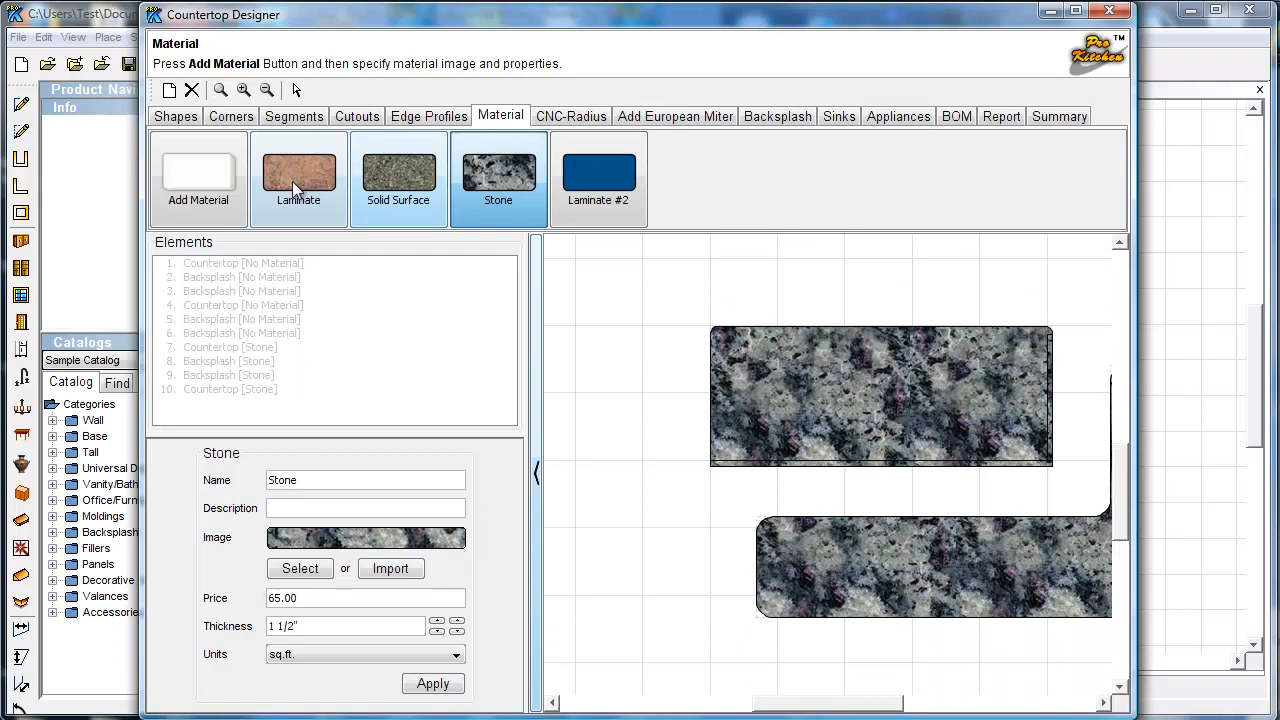 C:\Users\Test\Docum
Countertop Designer
File Edit View Place
Material
Press Add Material Button and then specify material image and properties.
Pro Kitchen ™
Shapes Corners Segments Cutouts Edge Profiles Material CNC-Radius Add European Miter Backsplash Sinks Appliances BOM Report Summary
Product Navi
Info
Add Material Laminate Solid Surface Stone Laminate #2
Elements
1. Countertop [No Material]
2. Backsplash [No Material]
3. Backsplash [No Material]
4. Countertop [No Material]
5. Backsplash [No Material]
6. Backsplash [No Material]
7. Countertop [Stone]
8. Backsplash [Stone]
9. Backsplash [Stone]
10. Countertop [Stone]
Catalogs
Sample Catalog
Catalog Find
Categories
Wall
Base
Tall
Universal D
Vanity/Bath
Office/Furn
Moldings
Backsplash
Fillers
Panels
Decorative
Valances
Accessorie
Stone
Name Stone
Description
Image
Select or Import
Price 65.00
Thickness 1 1/2"
Units sq.ft.
Apply